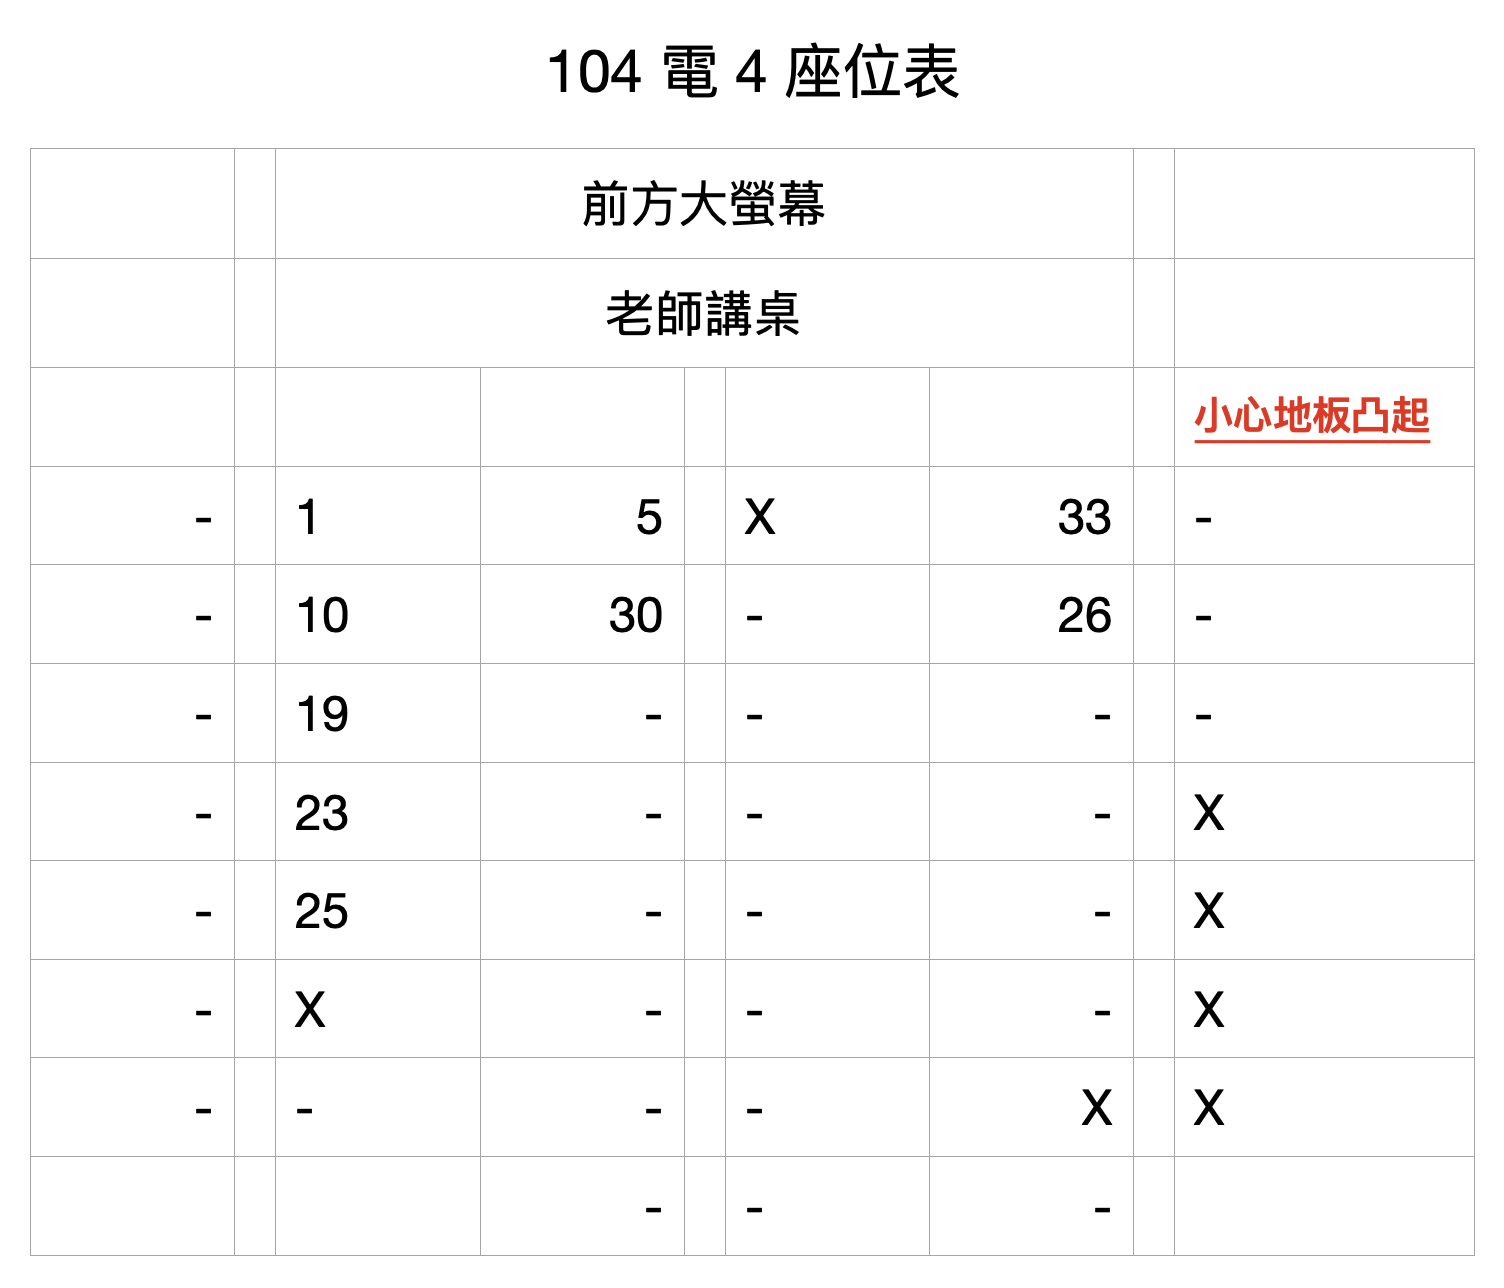 104 電 4 座位表
前方大螢幕
老師講桌
小心地板凸起
- 1 5 X 33 -
- 10 30 - 26 -
- 19 - - - -
- 23 - - - X
- 25 - - - X
- X - - - X
- - - - X X
- - -